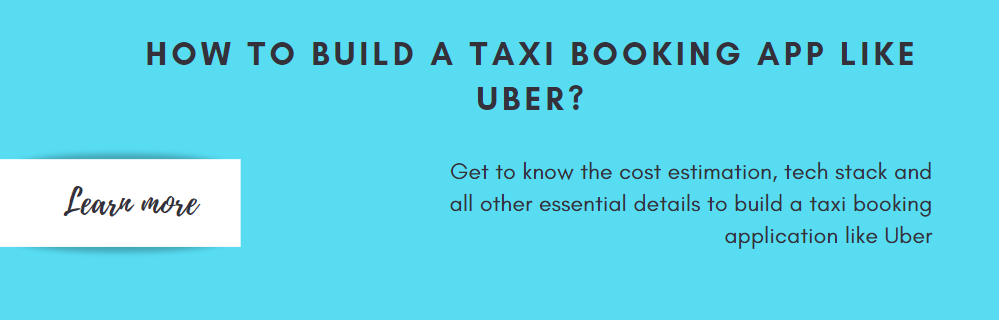 HOW TO BUILD A TAXI BOOKING APP LIKE
UBER?
Learn more
Get to know the cost estimation, tech stack and
all other essential details to build a taxi booking
application like Uber